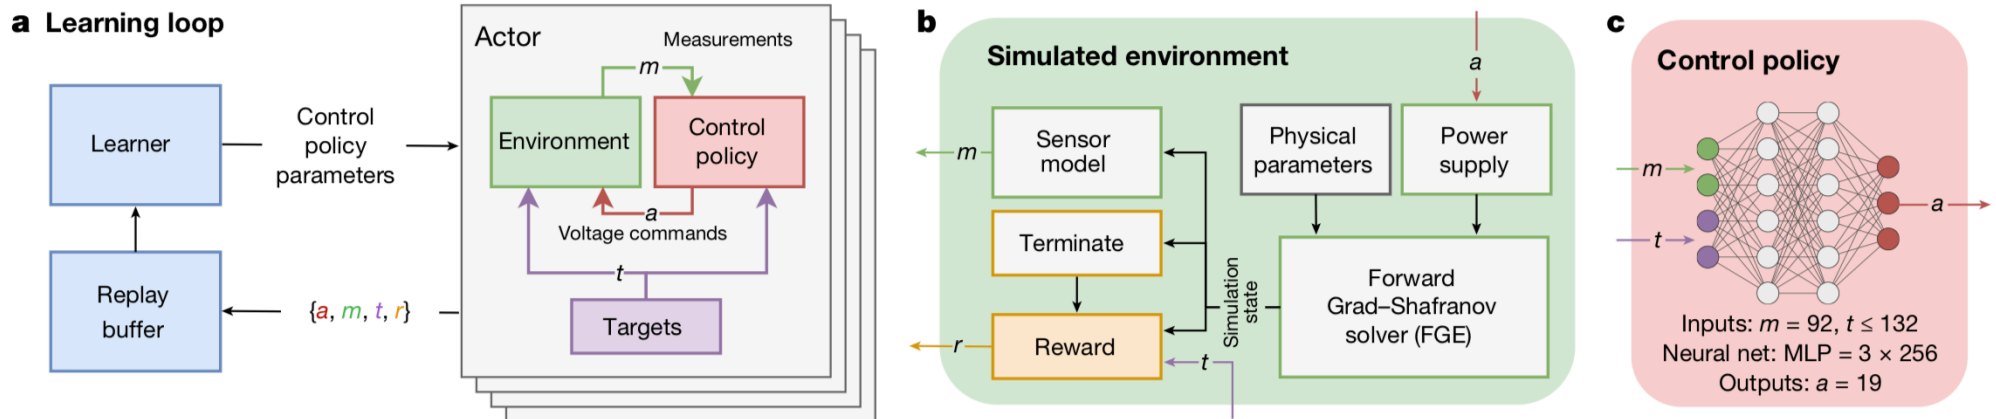 a Learning loop
Learner
Control
policy
parameters
Replay
buffer
{a, m, t, r}
Actor
Measurements
m
Environment
Control
policy
a
Voltage commands
t
Targets
b
Simulated environment
a
Sensor
model
m
Physical
parameters
Power
supply
Terminate
Simulation
state
Forward
Grad–Shafranov
solver (FGE)
Reward
r
t
c
Control policy
m
t
a
Inputs: m = 92, t ≤ 132
Neural net: MLP = 3 × 256
Outputs: a = 19